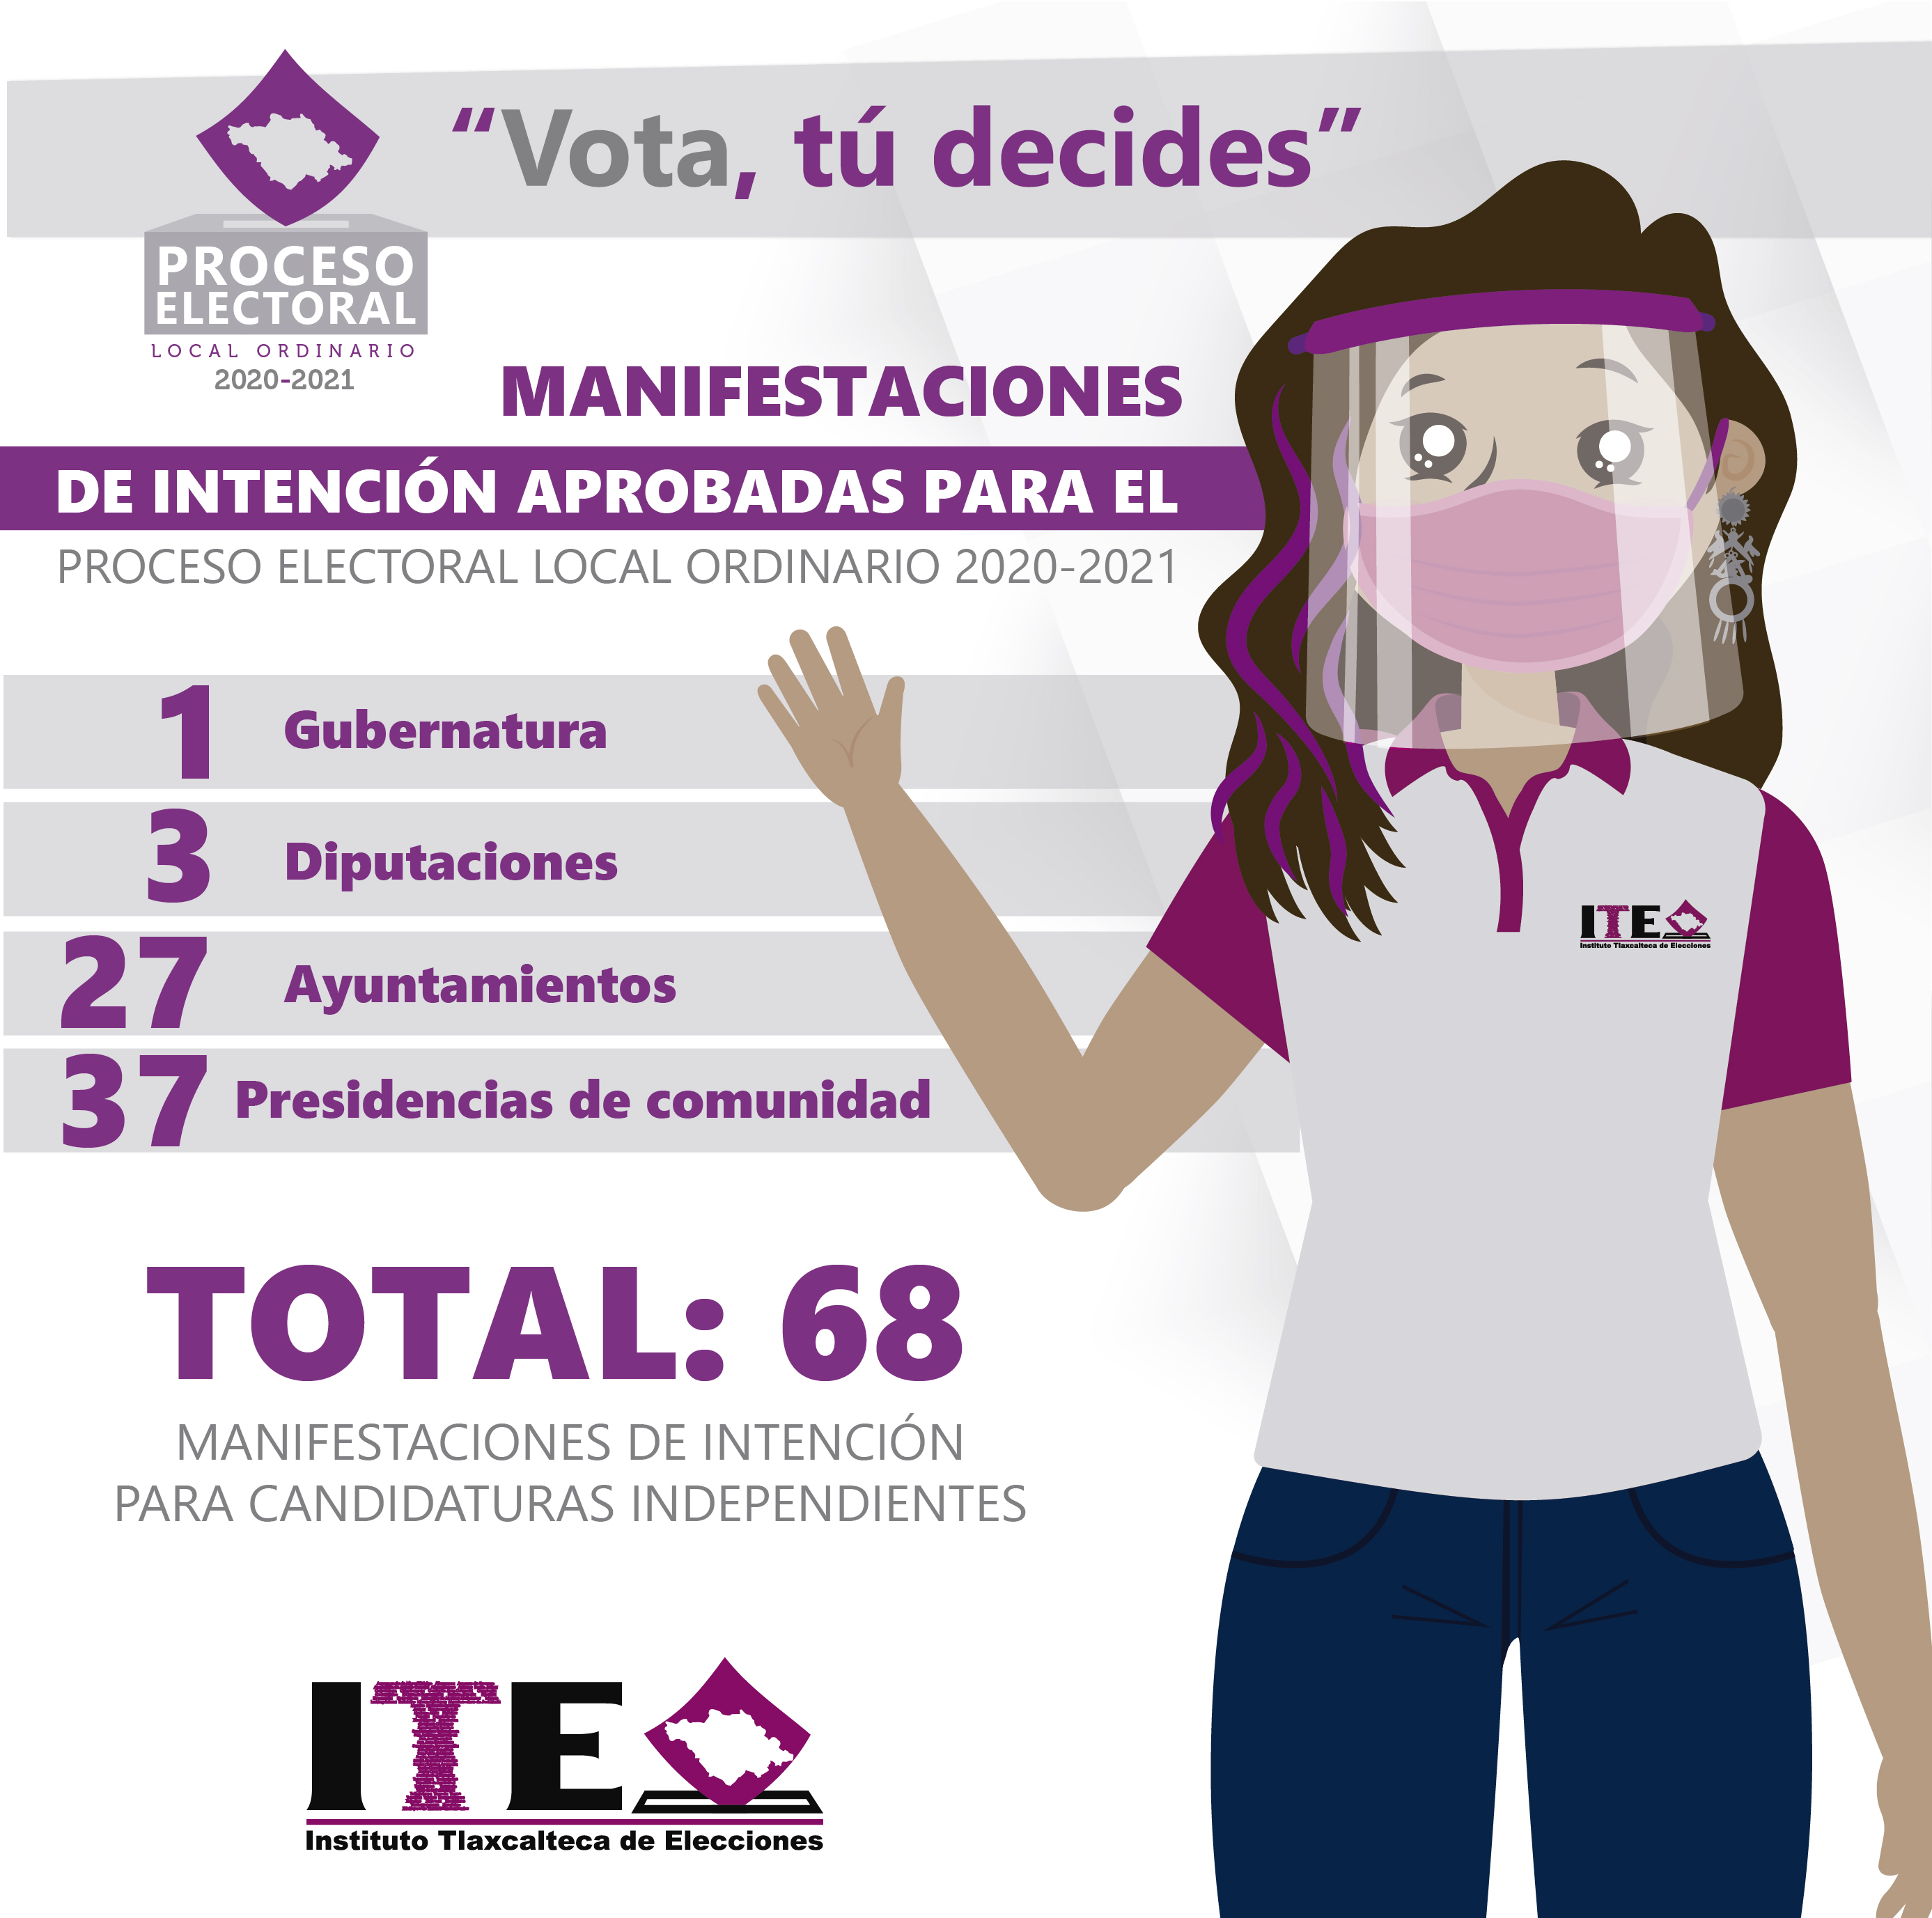 “Vota, tú decides”
PROCESO
ELECTORAL
LOCAL ORDINARIO
2020-2021
MANIFESTACIONES
DE INTENCIÓN APROBADAS PARA EL
PROCESO ELECTORAL LOCAL ORDINARIO 2020-2021
1 Gubernatura
3 Diputaciones
27 Ayuntamientos
37 Presidencias de comunidad
ITE
Instituto Tlaxcalteca de Elecciones
TOTAL: 68
MANIFESTACIONES DE INTENCIÓN
PARA CANDIDATURAS INDEPENDIENTES
ITE
Instituto Tlaxcalteca de Elecciones